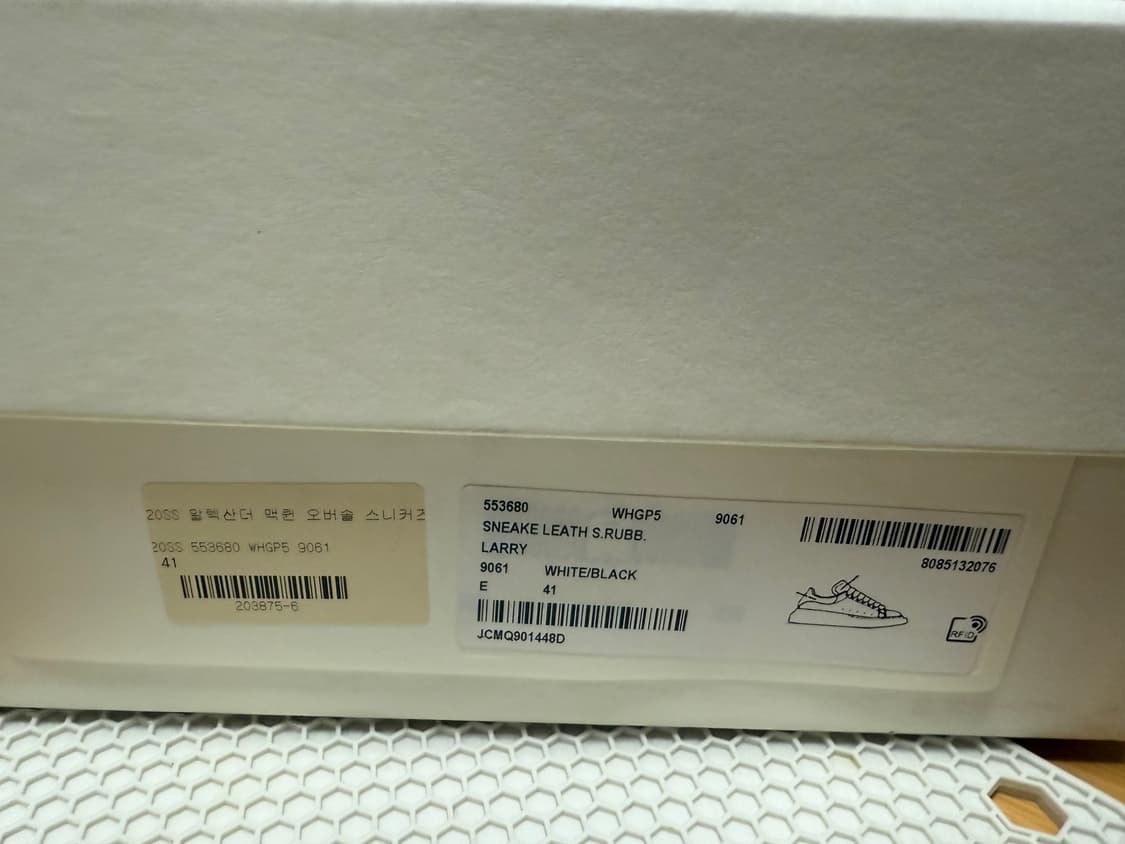 20SS 알렉산더 맥퀸 오버솔 스니커즈
20SS 553680 WHGP5 9061
41
203875-6
553680 WHGP5 9061
SNEAKE LEATH S.RUBB.
LARRY
9061 WHITE/BLACK
E 41
JCMQ901448D
8085132076
RFID